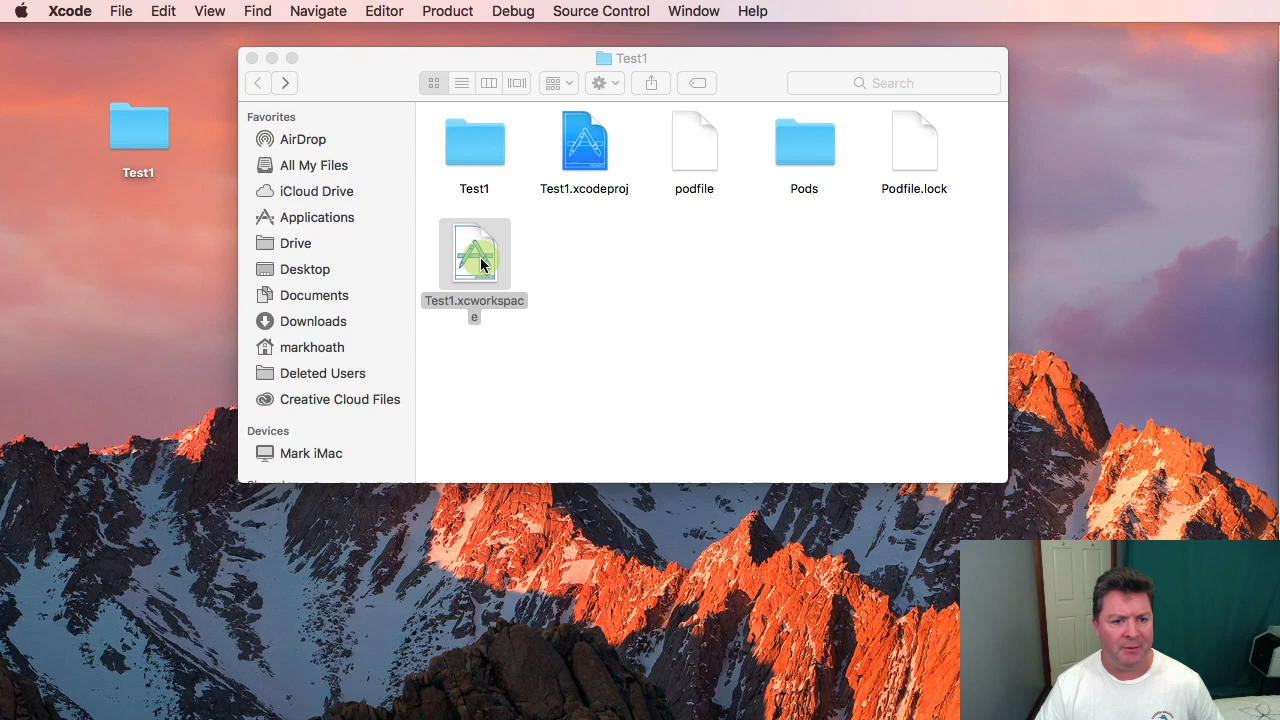 Xcode File Edit View Find Navigate Editor Product Debug Source Control Window Help
Test1
Search
Test1
Favorites
AirDrop
All My Files
iCloud Drive
Applications
Drive
Desktop
Documents
Downloads
markhoath
Deleted Users
Creative Cloud Files
Devices
Mark iMac
Test1 Test1.xcodeproj podfile Pods Podfile.lock
Test1.xcworkspac
e